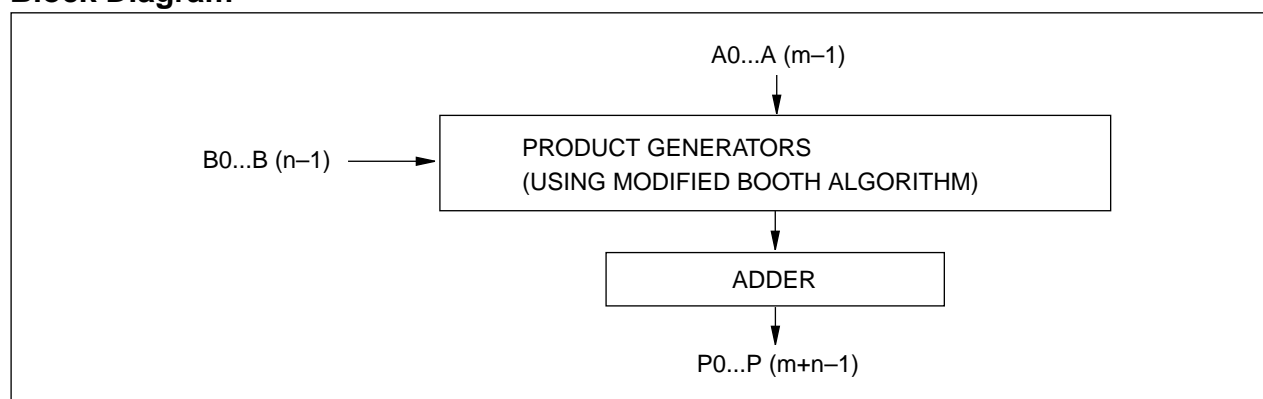 Block Diagram
A0...A (m–1)
B0...B (n–1)
PRODUCT GENERATORS
(USING MODIFIED BOOTH ALGORITHM)
ADDER
P0...P (m+n–1)